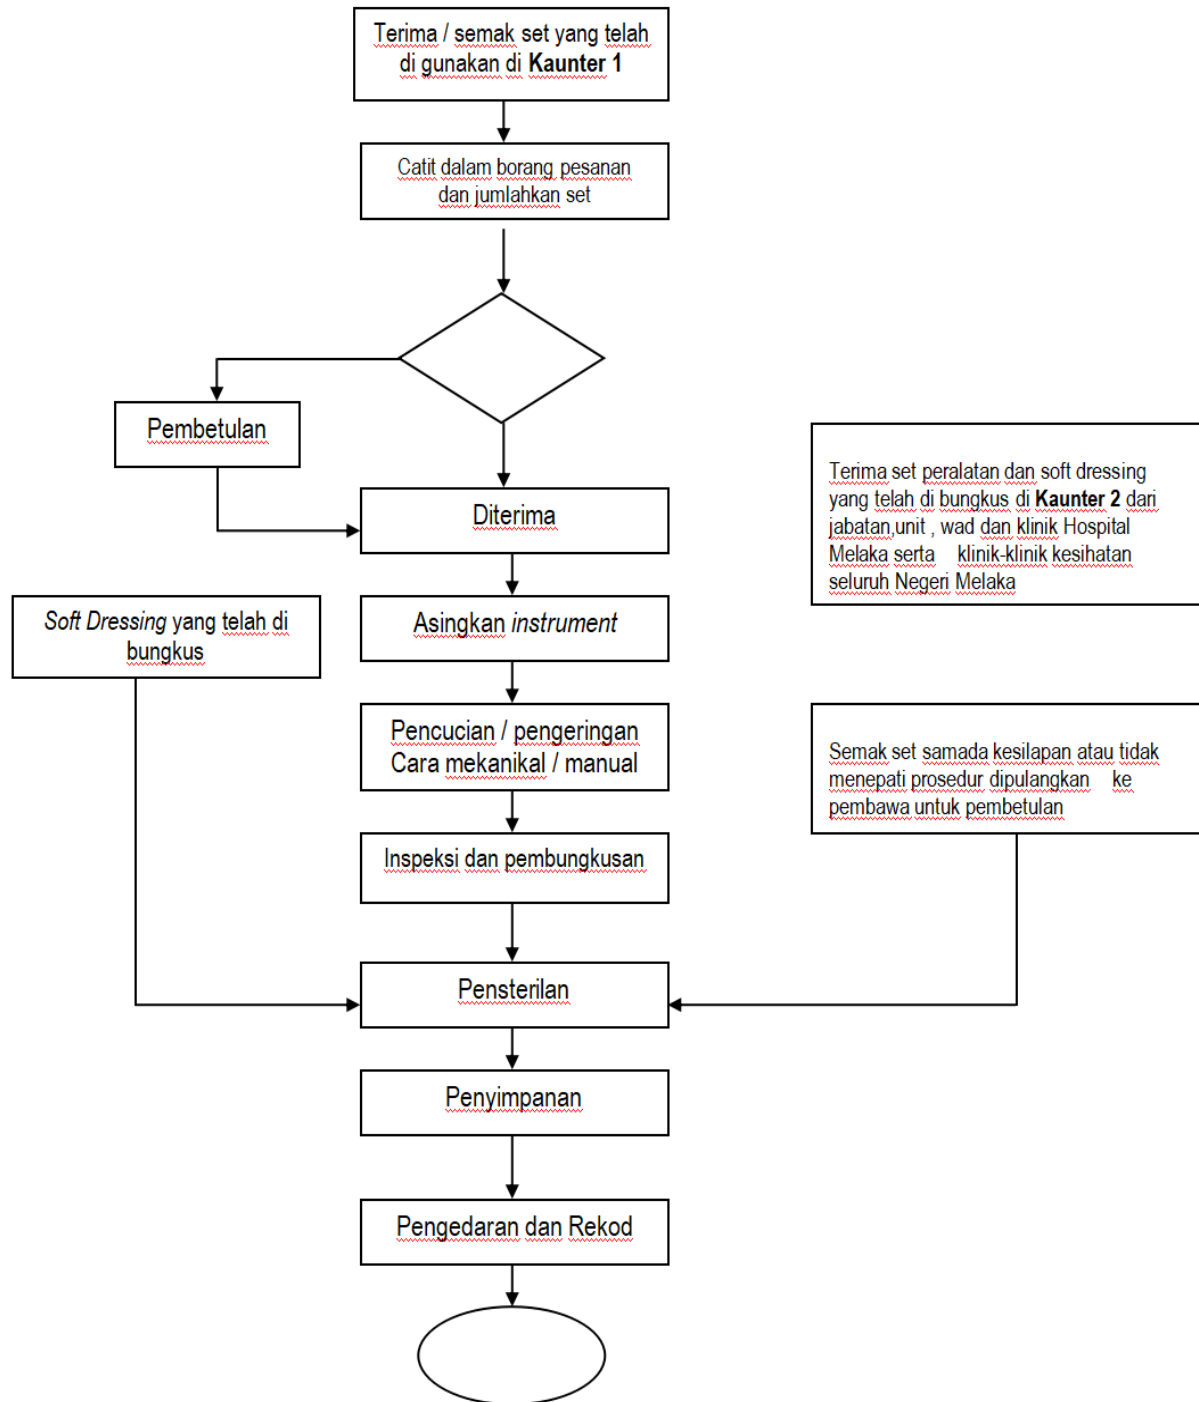 Terima / semak set yang telah
di gunakan di Kaunter 1
Catit dalam borang pesanan
dan jumlahkan set
Pembetulan
Diterima
Terima set peralatan dan soft dressing
yang telah di bungkus di Kaunter 2 dari
jabatan,unit , wad dan klinik Hospital
Melaka serta klinik-klinik kesihatan
seluruh Negeri Melaka
Soft Dressing yang telah di
bungkus
Asingkan instrument
Pencucian / pengeringan
Cara mekanikal / manual
Semak set samada kesilapan atau tidak
menepati prosedur dipulangkan ke
pembawa untuk pembetulan
Inspeksi dan pembungkusan
Pensterilan
Penyimpanan
Pengedaran dan Rekod